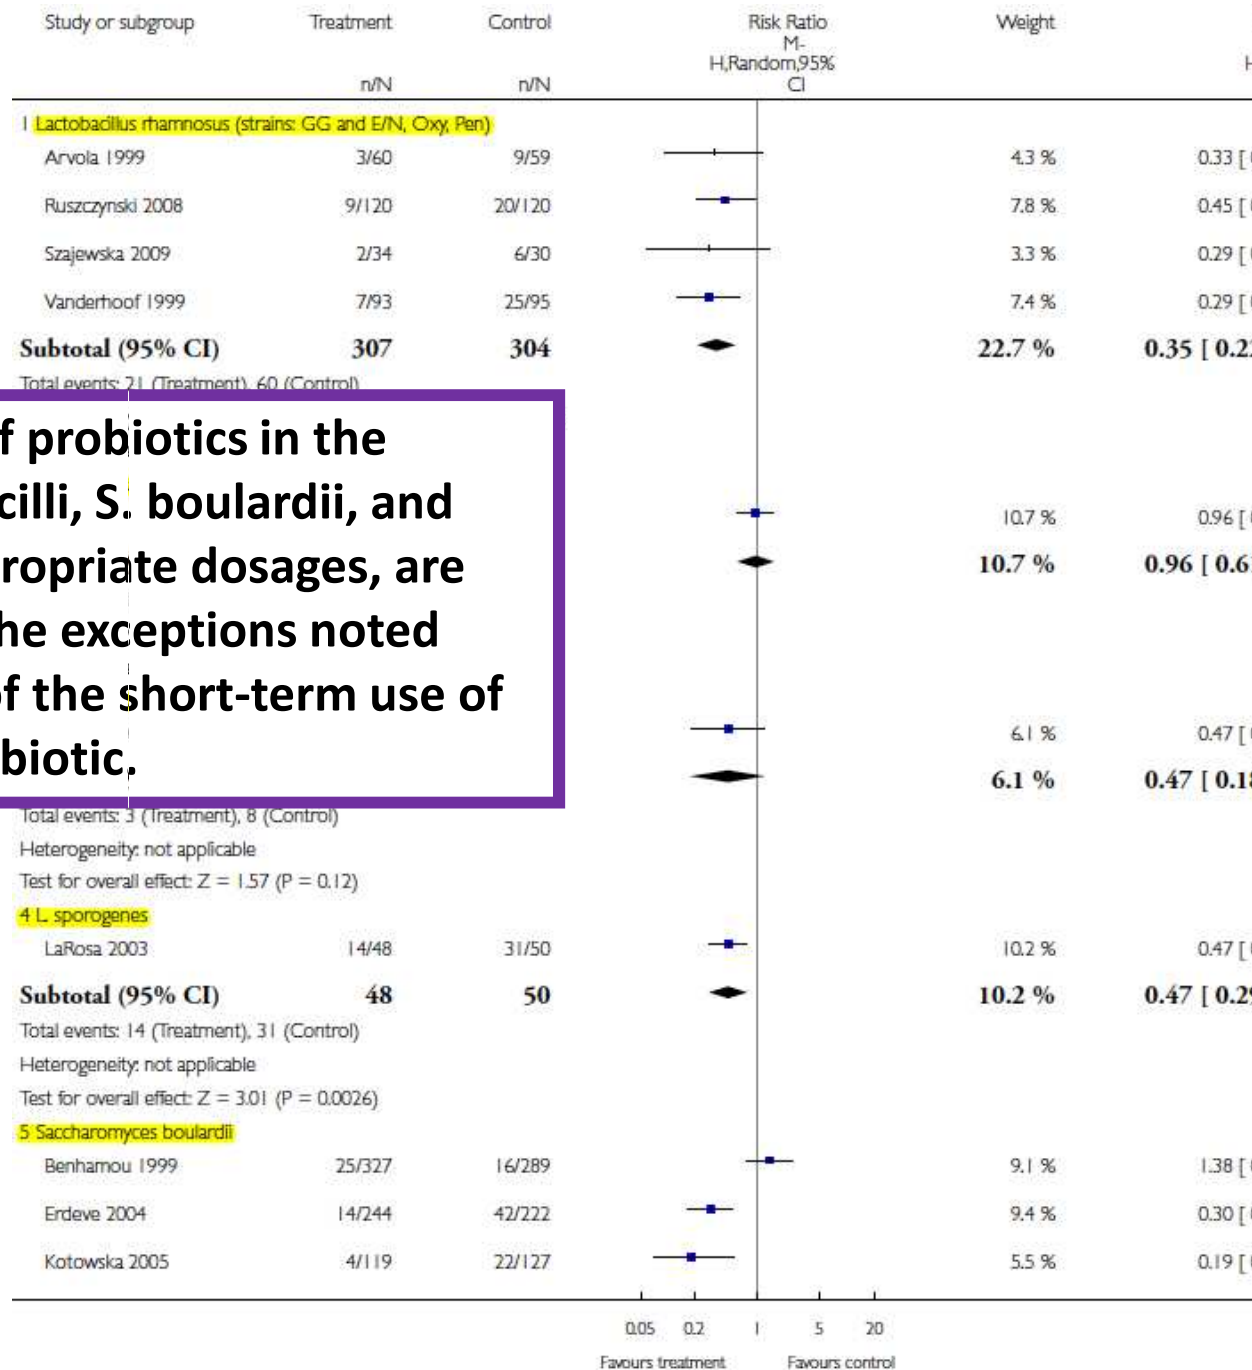 Study or subgroup Treatment Control Risk Ratio Weight
M-
H,Random,95%
n/N n/N CI
1 Lactobacillus rhamnosus (strains: GG and E/N, Oxy, Pen)
Arvola 1999 3/60 9/59 4.3 % 0.33 [
Ruszczynski 2008 9/120 20/120 7.8 % 0.45 [
Szajewska 2009 2/34 6/30 3.3 % 0.29 [
Vanderhoof 1999 7/93 25/95 7.4 % 0.29 [
Subtotal (95% CI) 307 304 22.7 % 0.35 [ 0.2
Total events: 21 (Treatment), 60 (Control)
f probiotics in the
cilli, S. boulardii, and
10.7 % 0.96 [
ropriate dosages, are
10.7 % 0.96 [ 0.6
he exceptions noted
of the short-term use of
6.1 % 0.47 [
biotic.
6.1 % 0.47 [ 0.18
Total events: 3 (Treatment), 8 (Control)
Heterogeneity: not applicable
Test for overall effect: Z = 1.57 (P = 0.12)
4 L. sporogenes
LaRosa 2003 14/48 31/50 10.2 % 0.47 [
Subtotal (95% CI) 48 50 10.2 % 0.47 [ 0.29
Total events: 14 (Treatment), 31 (Control)
Heterogeneity: not applicable
Test for overall effect: Z = 3.01 (P = 0.0026)
5 Saccharomyces boulardii
Benhamou 1999 25/327 16/289 9.1 % 1.38 [
Erdeve 2004 14/244 42/222 9.4 % 0.30 [
Kotowska 2005 4/119 22/127 5.5 % 0.19 [
0.05 0.2 1 5 20
Favours treatment Favours control